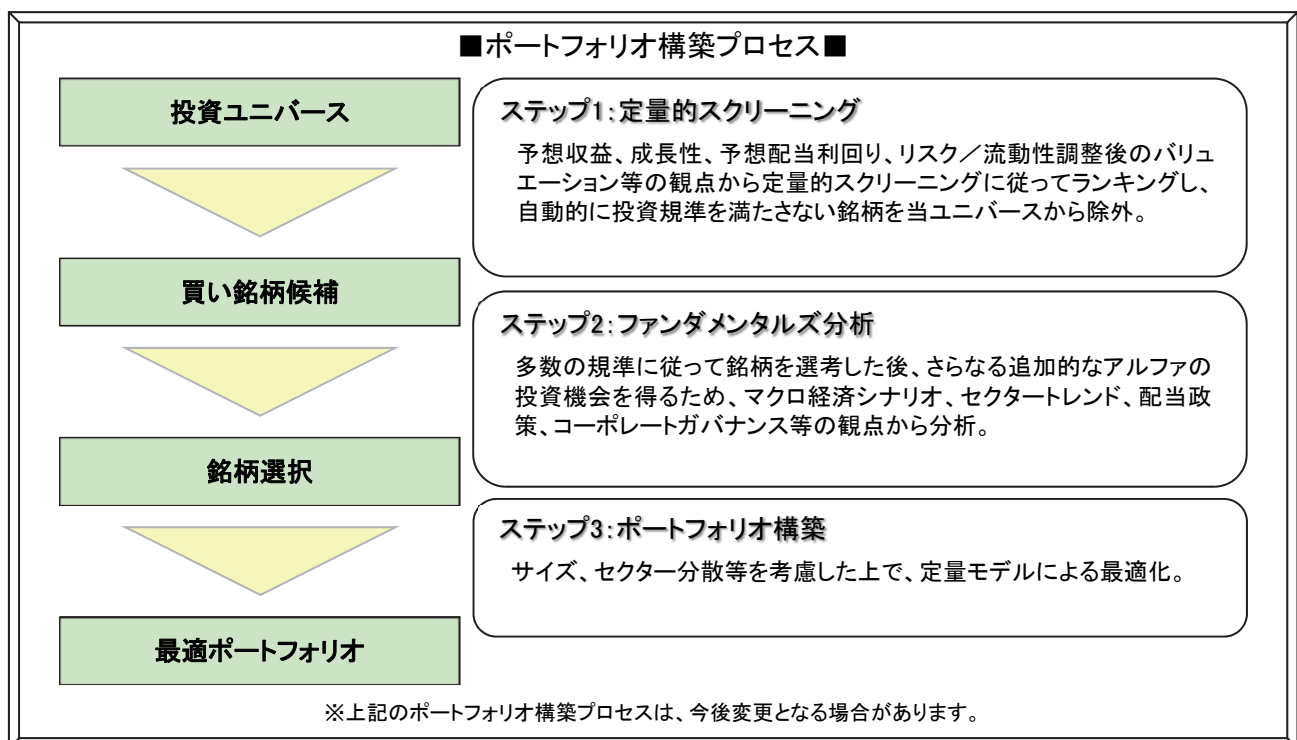 ■ポートフォリオ構築プロセス■
投資ユニバース
ステップ1：定量的スクリーニング
予想収益、成長性、予想配当利回り、リスク／流動性調整後のバリュ
エーション等の観点から定量的スクリーニングに従ってランキングし、
自動的に投資規準を満たさない銘柄を当ユニバースから除外。
買い銘柄候補
ステップ2：ファンダメンタルズ分析
多数の規準に従って銘柄を選考した後、さらなる追加的なアルファの
投資機会を得るため、マクロ経済シナリオ、セクタートレンド、配当政
策、コーポレートガバナンス等の観点から分析。
銘柄選択
ステップ3：ポートフォリオ構築
サイズ、セクター分散等を考慮した上で、定量モデルによる最適化。
最適ポートフォリオ
※上記のポートフォリオ構築プロセスは、今後変更となる場合があります。